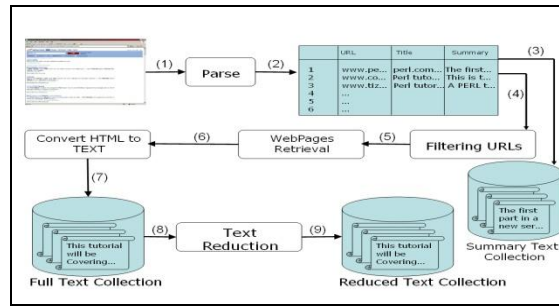 URL Title Summary
(1) Parse (2)
1 www.pe... perl.com... The first...
2 www.co... Perl tuto... This is t...
3 www.tiz... Perl tutor... A PERL t...
4 ...
5 ...
6 ...
(3)
(4)
Convert HTML to
TEXT
(6)
WebPages
Retrieval
(5)
Filtering URLs
(7)
This tutorial
will be
Covering...
Full Text Collection
(8)
Text
Reduction
(9)
This tutorial
will be
Covering...
Reduced Text Collection
The first
part in a
new ser...
Summary Text
Collection